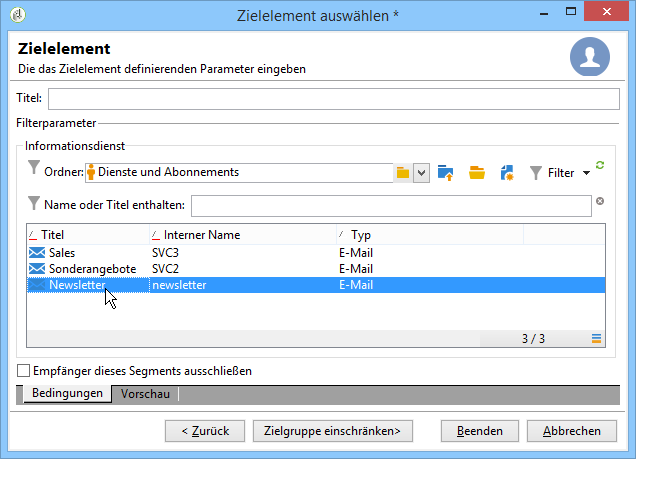 Zielelement auswählen *
Zielelement
Die das Zielelement definierenden Parameter eingeben
Titel:
Filterparameter
Informationsdienst
Ordner: Dienste und Abonnements Filter
Name oder Titel enthalten:
Titel Interner Name Typ
Sales SVC3 E-Mail
Sonderangebote SVC2 E-Mail
Newsletter newsletter E-Mail
3 / 3
Empfänger dieses Segments ausschließen
Bedingungen Vorschau
< Zurück Zielgruppe einschränken> Beenden Abbrechen